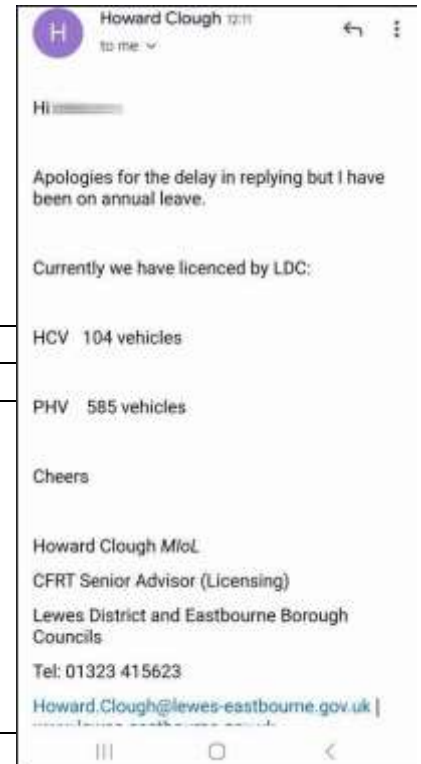 H
Howard Clough 12:11
to me
Hi
Apologies for the delay in replying but I have
been on annual leave.
Currently we have licenced by LDC:
HCV 104 vehicles
PHV 585 vehicles
Cheers
Howard Clough MIoL
CFRT Senior Advisor (Licensing)
Lewes District and Eastbourne Borough
Councils
Tel: 01323 415623
Howard.Clough@lewes-eastbourne.gov.uk |